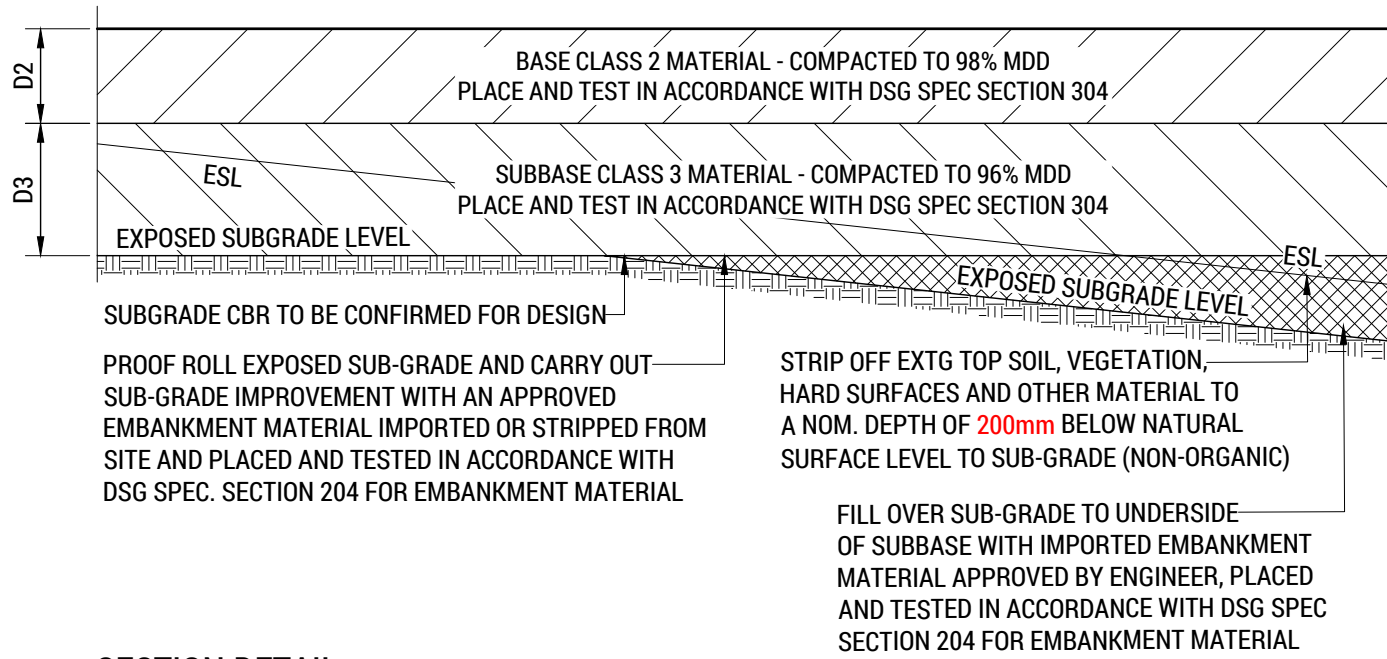 D2
BASE CLASS 2 MATERIAL - COMPACTED TO 98% MDD
PLACE AND TEST IN ACCORDANCE WITH DSG SPEC SECTION 304
D3
ESL
SUBBASE CLASS 3 MATERIAL - COMPACTED TO 96% MDD
PLACE AND TEST IN ACCORDANCE WITH DSG SPEC SECTION 304
EXPOSED SUBGRADE LEVEL
ESL
EXPOSED SUBGRADE LEVEL
SUBGRADE CBR TO BE CONFIRMED FOR DESIGN
PROOF ROLL EXPOSED SUB-GRADE AND CARRY OUT
SUB-GRADE IMPROVEMENT WITH AN APPROVED
EMBANKMENT MATERIAL IMPORTED OR STRIPPED FROM
SITE AND PLACED AND TESTED IN ACCORDANCE WITH
DSG SPEC. SECTION 204 FOR EMBANKMENT MATERIAL
STRIP OFF EXTG TOP SOIL, VEGETATION,
HARD SURFACES AND OTHER MATERIAL TO
A NOM. DEPTH OF 200mm BELOW NATURAL
SURFACE LEVEL TO SUB-GRADE (NON-ORGANIC)
FILL OVER SUB-GRADE TO UNDERSIDE
OF SUBBASE WITH IMPORTED EMBANKMENT
MATERIAL APPROVED BY ENGINEER, PLACED
AND TESTED IN ACCORDANCE WITH DSG SPEC
SECTION 204 FOR EMBANKMENT MATERIAL
SECTION DETAIL